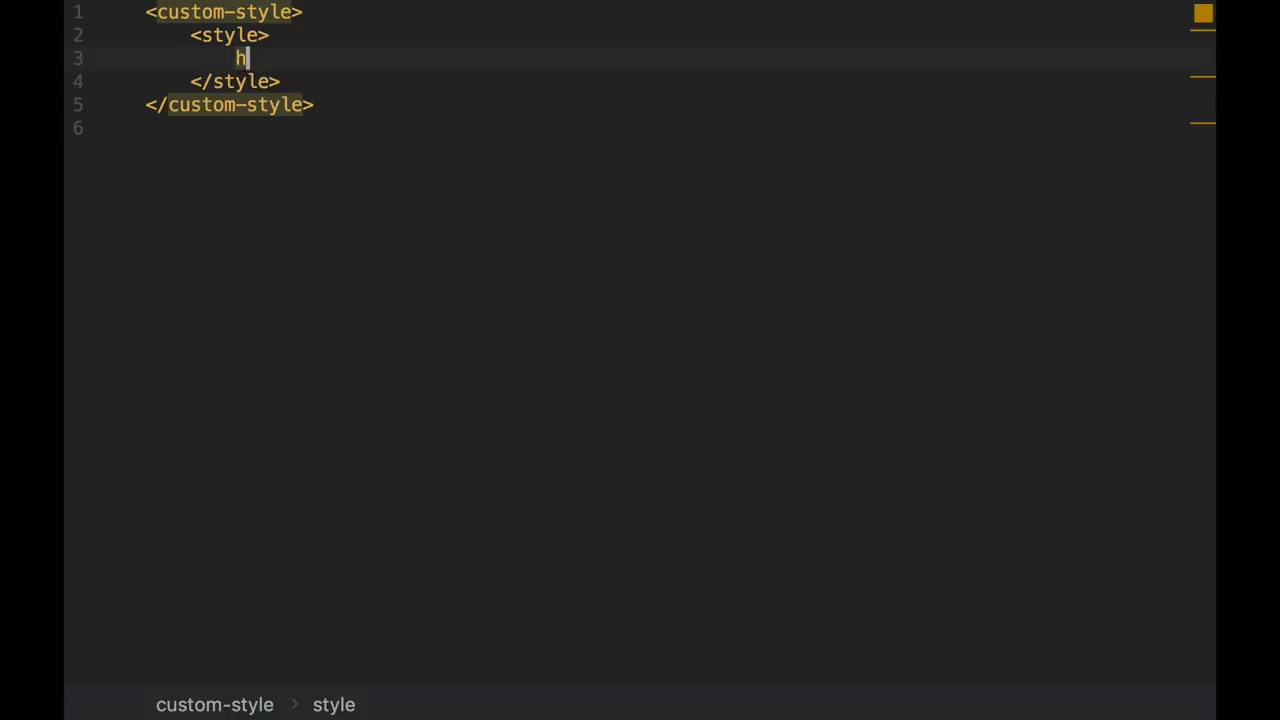 1 <custom-style>
2 <style>
3 h
4 </style>
5 </custom-style>
6
custom-style > style